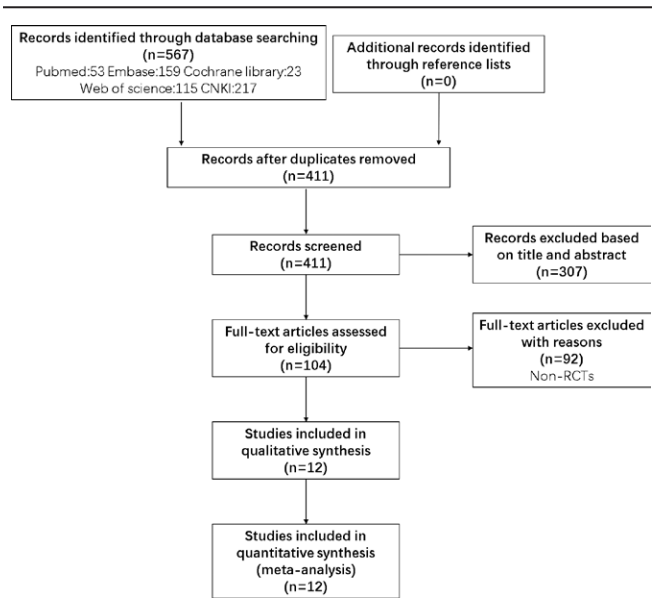 Records identified through database searching
(n=567)
Pubmed:53 Embase:159 Cochrane library:23
Web of science:115 CNKI:217
Additional records identified
through reference lists
(n=0)
Records after duplicates removed
(n=411)
Records screened
(n=411)
Records excluded based
on title and abstract
(n=307)
Full-text articles assessed
for eligibility
(n=104)
Full-text articles excluded
with reasons
(n=92)
Non-RCTs
Studies included in
qualitative synthesis
(n=12)
Studies included in
quantitative synthesis
(meta-analysis)
(n=12)